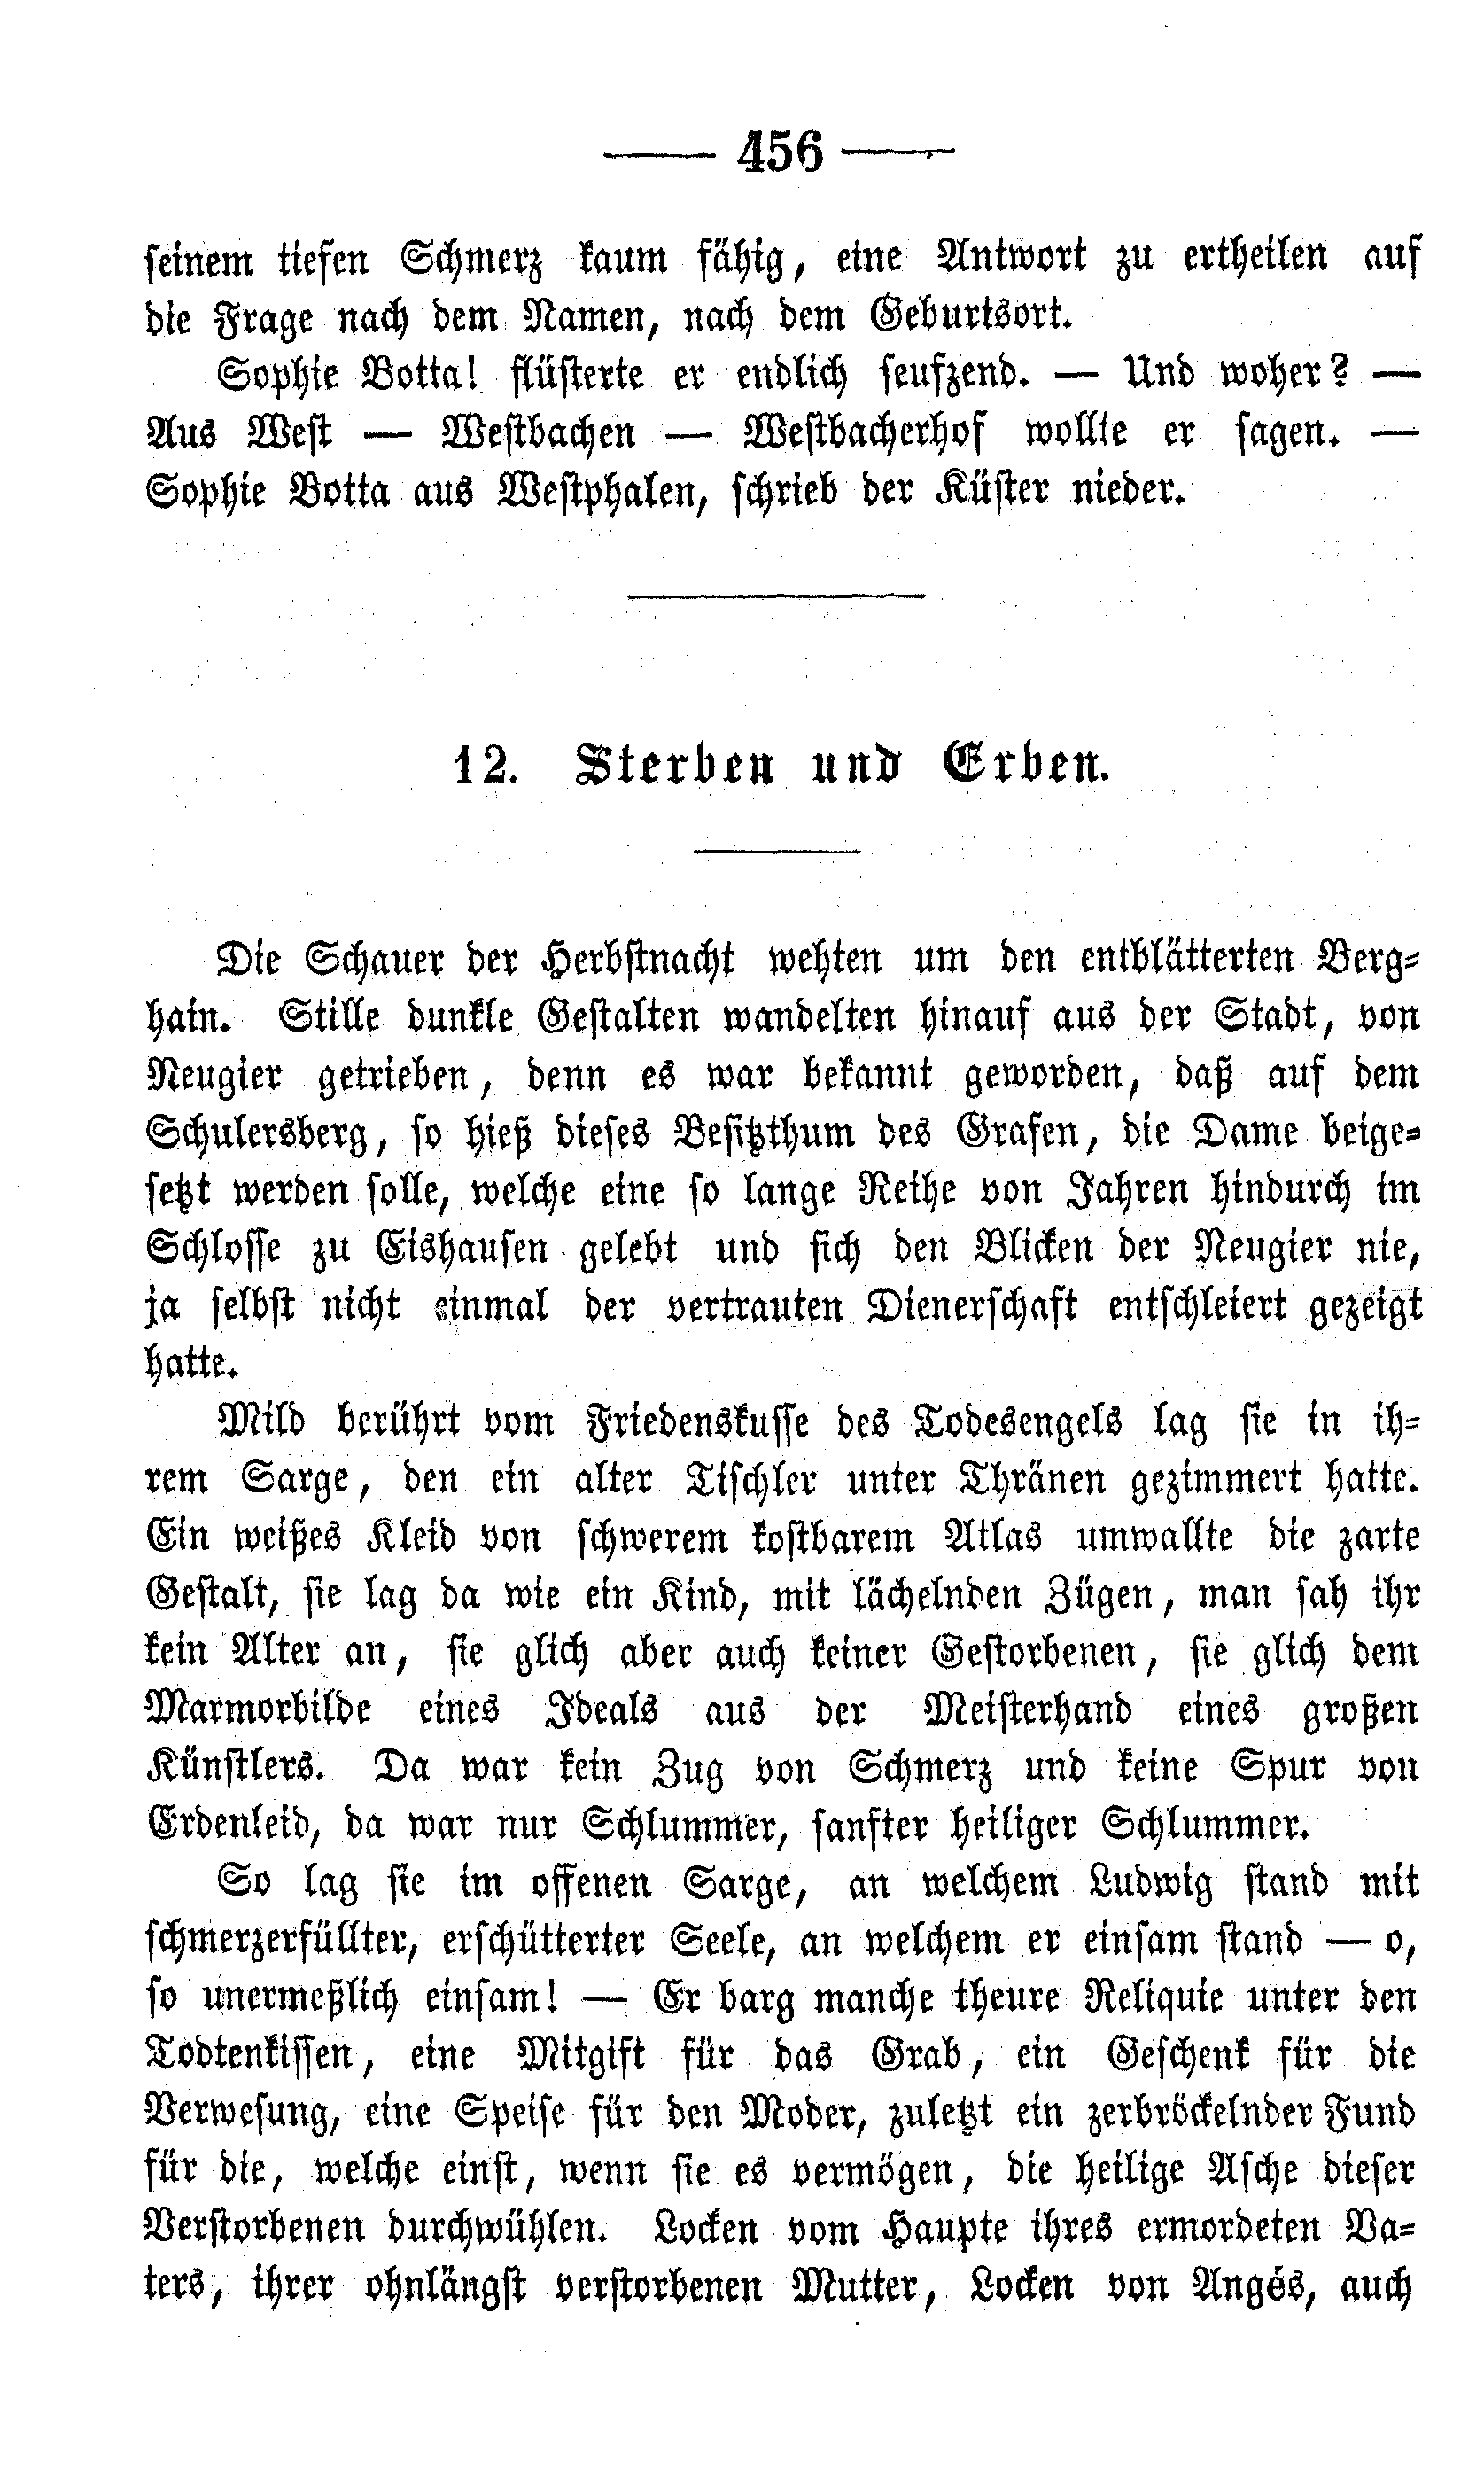 — 456 —
seinem tiefen Schmerz kaum fähig, eine Antwort zu ertheilen auf
die Frage nach dem Namen, nach dem Geburtsort.
Sophie Botta! flüsterte er endlich seufzend. — Und woher? —
Aus West — Westbachen — Westbacherhof wollte er sagen. —
Sophie Botta aus Westphalen, schrieb der Küster nieder.
12. Sterben und Erben.
Die Schauer der Herbstnacht wehten um den entblätterten Berg-
hain. Stille dunkle Gestalten wandelten hinauf aus der Stadt, von
Neugier getrieben, denn es war bekannt geworden, daß auf dem
Schulersberg, so hieß dieses Besitzthum des Grafen, die Dame beige-
setzt werden solle, welche eine so lange Reihe von Jahren hindurch im
Schlosse zu Eishausen gelebt und sich den Blicken der Neugier nie,
ja selbst nicht einmal der vertrauten Dienerschaft entschleiert gezeigt
hatte.
Mild berührt vom Friedenskusse des Todesengels lag sie in ih-
rem Sarge, den ein alter Tischler unter Thränen gezimmert hatte.
Ein weißes Kleid von schwerem kostbarem Atlas umwallte die zarte
Gestalt, sie lag da wie ein Kind, mit lächelnden Zügen, man sah ihr
kein Alter an, sie glich aber auch keiner Gestorbenen, sie glich dem
Marmorbilde eines Ideals aus der Meisterhand eines großen
Künstlers. Da war kein Zug von Schmerz und keine Spur von
Erdenleid, da war nur Schlummer, sanfter heiliger Schlummer.
So lag sie im offenen Sarge, an welchem Ludwig stand mit
schmerzerfüllter, erschütterter Seele, an welchem er einsam stand — o,
so unermeßlich einsam! — Er barg manche theure Reliquie unter den
Todtenkissen, eine Mitgift für das Grab, ein Geschenk für die
Verwesung, eine Speise für den Moder, zuletzt ein zerbröckelnder Fund
für die, welche einst, wenn sie es vermögen, die heilige Asche dieser
Verstorbenen durchwühlen. Locken vom Haupte ihres ermordeten Va-
ters, ihrer ohnlängst verstorbenen Mutter, Locken von Angés, auch